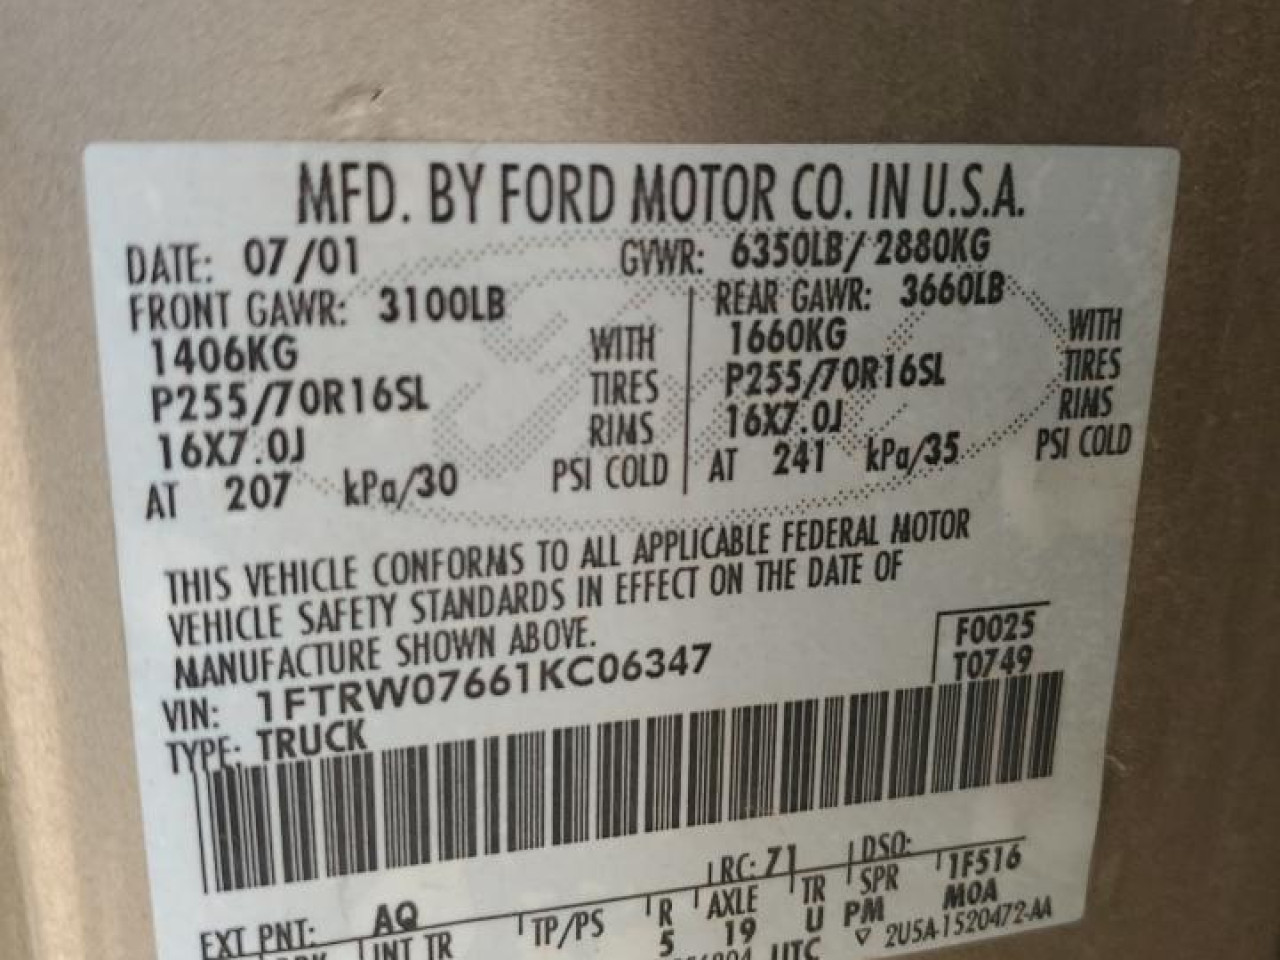 MFD. BY FORD MOTOR CO. IN U.S.A.
DATE: 07/01 GVWR: 6350LB/ 2880KG
FRONT GAWR: 3100LB REAR GAWR: 3660LB
1406KG WITH 1660KG WITH
P255/70R16SL TIRES P255/70R16SL TIRES
16X7.0J RIMS 16X7.0J RIMS
AT 207 kPa/30 PSI COLD AT 241 kPa/35 PSI COLD
THIS VEHICLE CONFORMS TO ALL APPLICABLE FEDERAL MOTOR
VEHICLE SAFETY STANDARDS IN EFFECT ON THE DATE OF
MANUFACTURE SHOWN ABOVE.
F0025
VIN: 1FTRW07661KC06347 T0749
TYPE: TRUCK
EXT PNT: AQ RC: 71 DSO: 1F516
INT TR TP/PS R AXLE TR SPR MOA
5 19 U PM 2U5A-1520472-AA
UTC